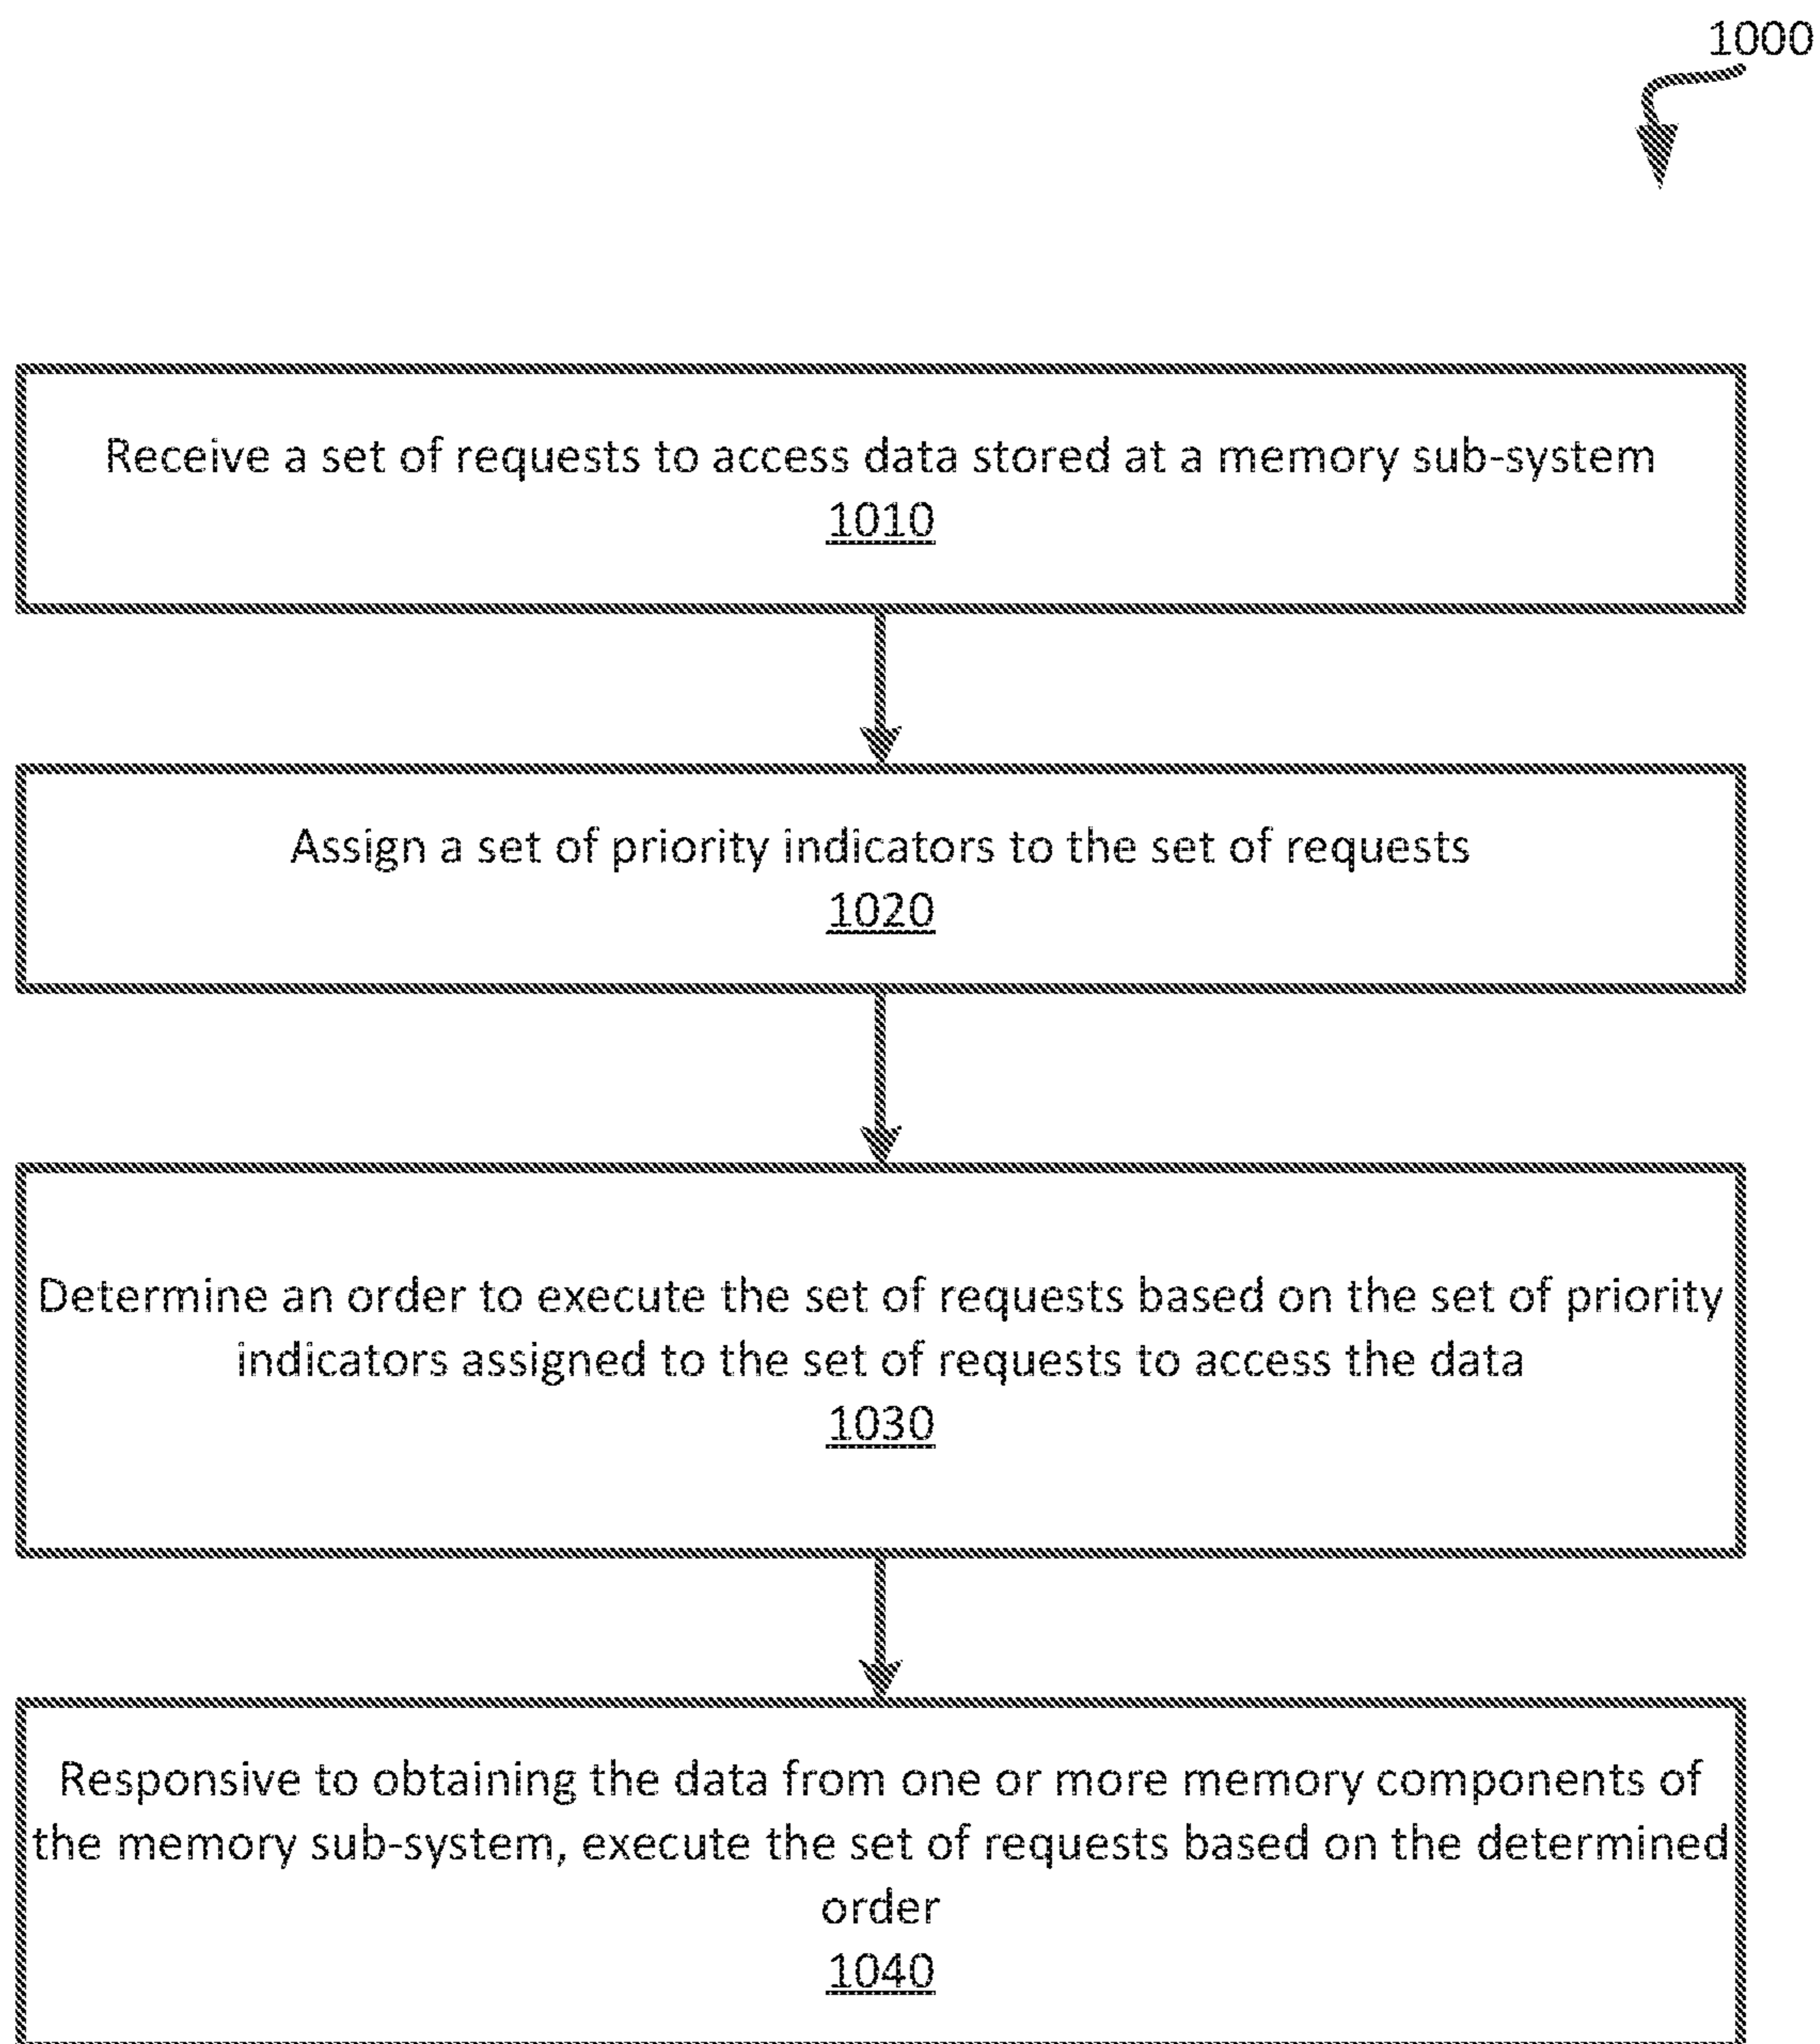 1000
Receive a set of requests to access data stored at a memory sub-system
1010
Assign a set of priority indicators to the set of requests
1020
Determine an order to execute the set of requests based on the set of priority
indicators assigned to the set of requests to access the data
1030
Responsive to obtaining the data from one or more memory components of
the memory sub-system, execute the set of requests based on the determined
order
1040